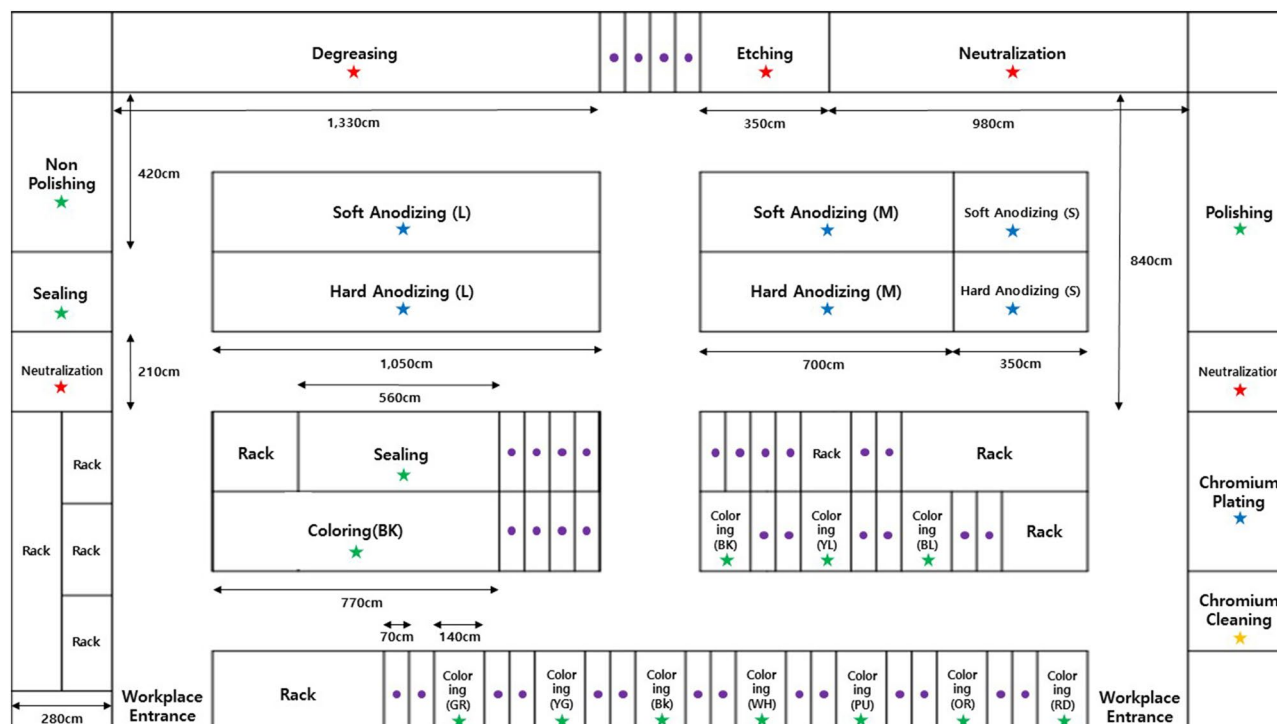 Degreasing
Etching
Neutralization
1,330cm
350cm
980cm
Non
Polishing
420cm
Soft Anodizing (L)
Soft Anodizing (M)
Soft Anodizing (S)
Polishing
840cm
Sealing
Hard Anodizing (L)
Hard Anodizing (M)
Hard Anodizing (S)
Neutralization
210cm
1,050cm
700cm
350cm
Neutralization
560cm
Rack
Rack
Rack
Rack
Rack
Sealing
Rack
Rack
Chromium
Plating
Coloring(BK)
Color
ing
(BK)
Color
ing
(YL)
Color
ing
(BL)
Rack
770cm
Chromium
Cleaning
70cm
140cm
Rack
Color
ing
(GR)
Color
ing
(YG)
Color
ing
(Bk)
Color
ing
(WH)
Color
ing
(PU)
Color
ing
(OR)
Color
ing
(RD)
280cm
Workplace
Entrance
Workplace
Entrance